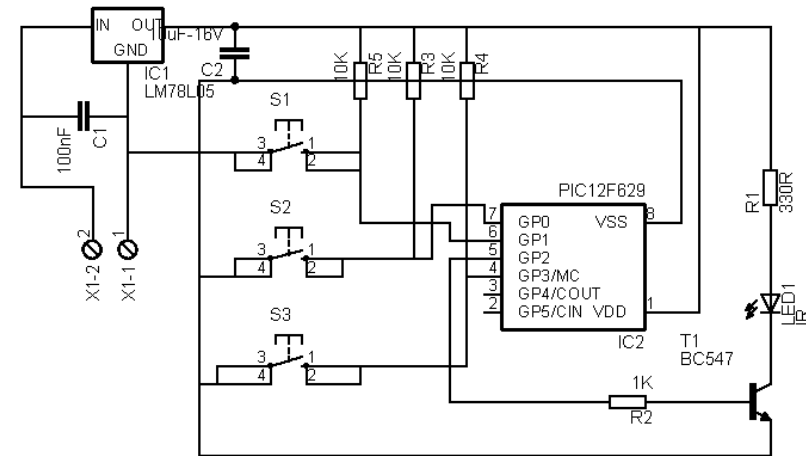 IN OUT
10uF-16V
GND
IC1
LM78L05
C2
10K
R5
10K
R3
10K
R4
100nF
C1
S1
3 1
4 2
S2
3 1
4 2
S3
3 1
4 2
2
X1-2
1
X1-1
PIC12F629
7 GP0 VSS 8
6 GP1
5 GP2
4 GP3/MC
3 GP4/COUT
2 GP5/CIN VDD 1
IC2
R1
330R
LED1
IR
T1
BC547
1K
R2